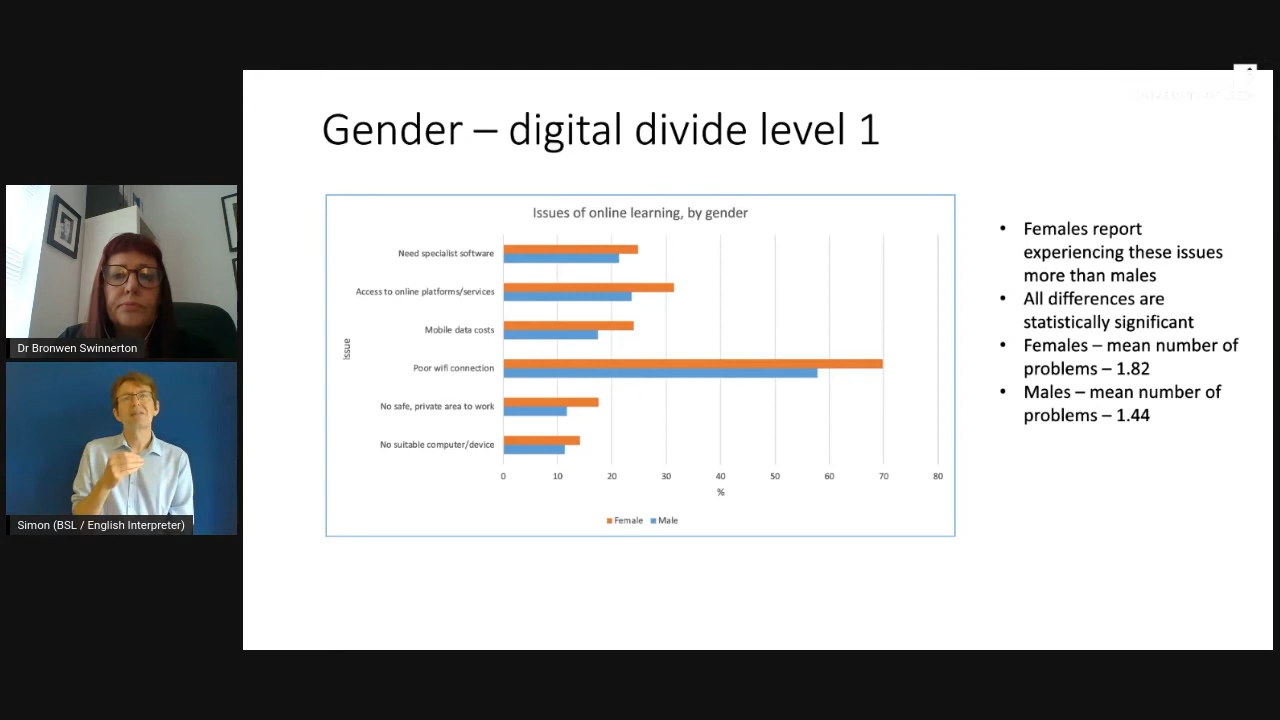 Gender – digital divide level 1
Issues of online learning, by gender
Need specialist software
Access to online platforms/services
Mobile data costs
Poor wifi connection
No safe, private area to work
No suitable computer/device
Issue
0 10 20 30 40 50 60 70 80
%
Female Male
• Females report
experiencing these issues
more than males
• All differences are
statistically significant
• Females – mean number of
problems – 1.82
• Males – mean number of
problems – 1.44
Dr Bronwen Swinnerton
Simon (BSL / English Interpreter)